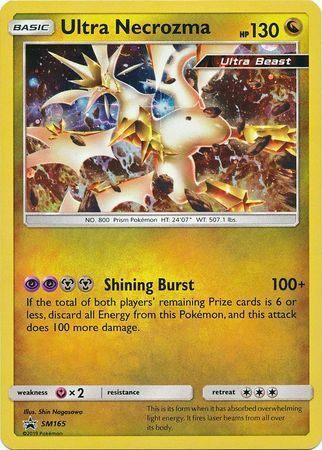 BASIC Ultra Necrozma HP 130
Ultra Beast
NO. 800 Prism Pokémon HT: 24'07" WT: 507.1 lbs.
Shining Burst 100+
If the total of both players' remaining Prize cards is 6 or
less, discard all Energy from this Pokémon, and this attack
does 100 more damage.
weakness ×2 resistance retreat
Illus. Shin Nagasawa
SM165
©2019 Pokémon
This is its form when it has absorbed overwhelming
light energy. It fires laser beams from all over
its body.